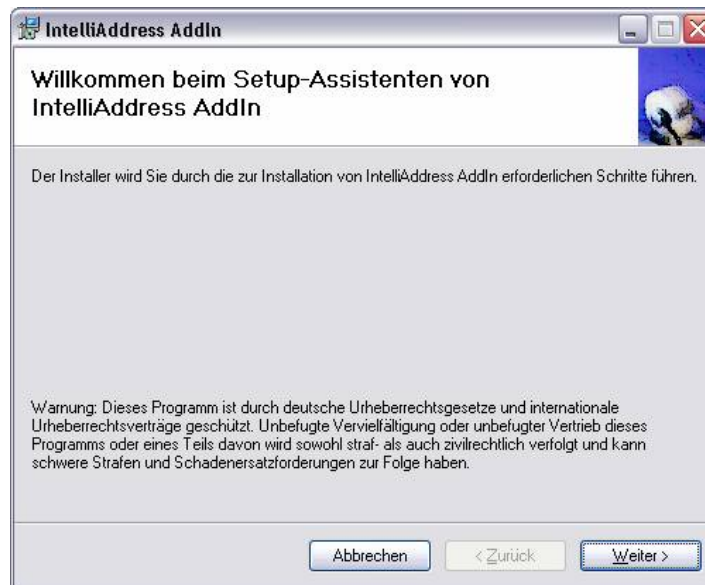 IntelliAddress AddIn
Willkommen beim Setup-Assistenten von
IntelliAddress AddIn
Der Installer wird Sie durch die zur Installation von IntelliAddress AddIn erforderlichen Schritte führen.
Warnung: Dieses Programm ist durch deutsche Urheberrechtsgesetze und internationale
Urheberrechtsverträge geschützt. Unbefugte Vervielfältigung oder unbefugter Vertrieb dieses
Programms oder eines Teils davon wird sowohl straf- als auch zivilrechtlich verfolgt und kann
schwere Strafen und Schadenersatzforderungen zur Folge haben.
Abbrechen < Zurück Weiter >